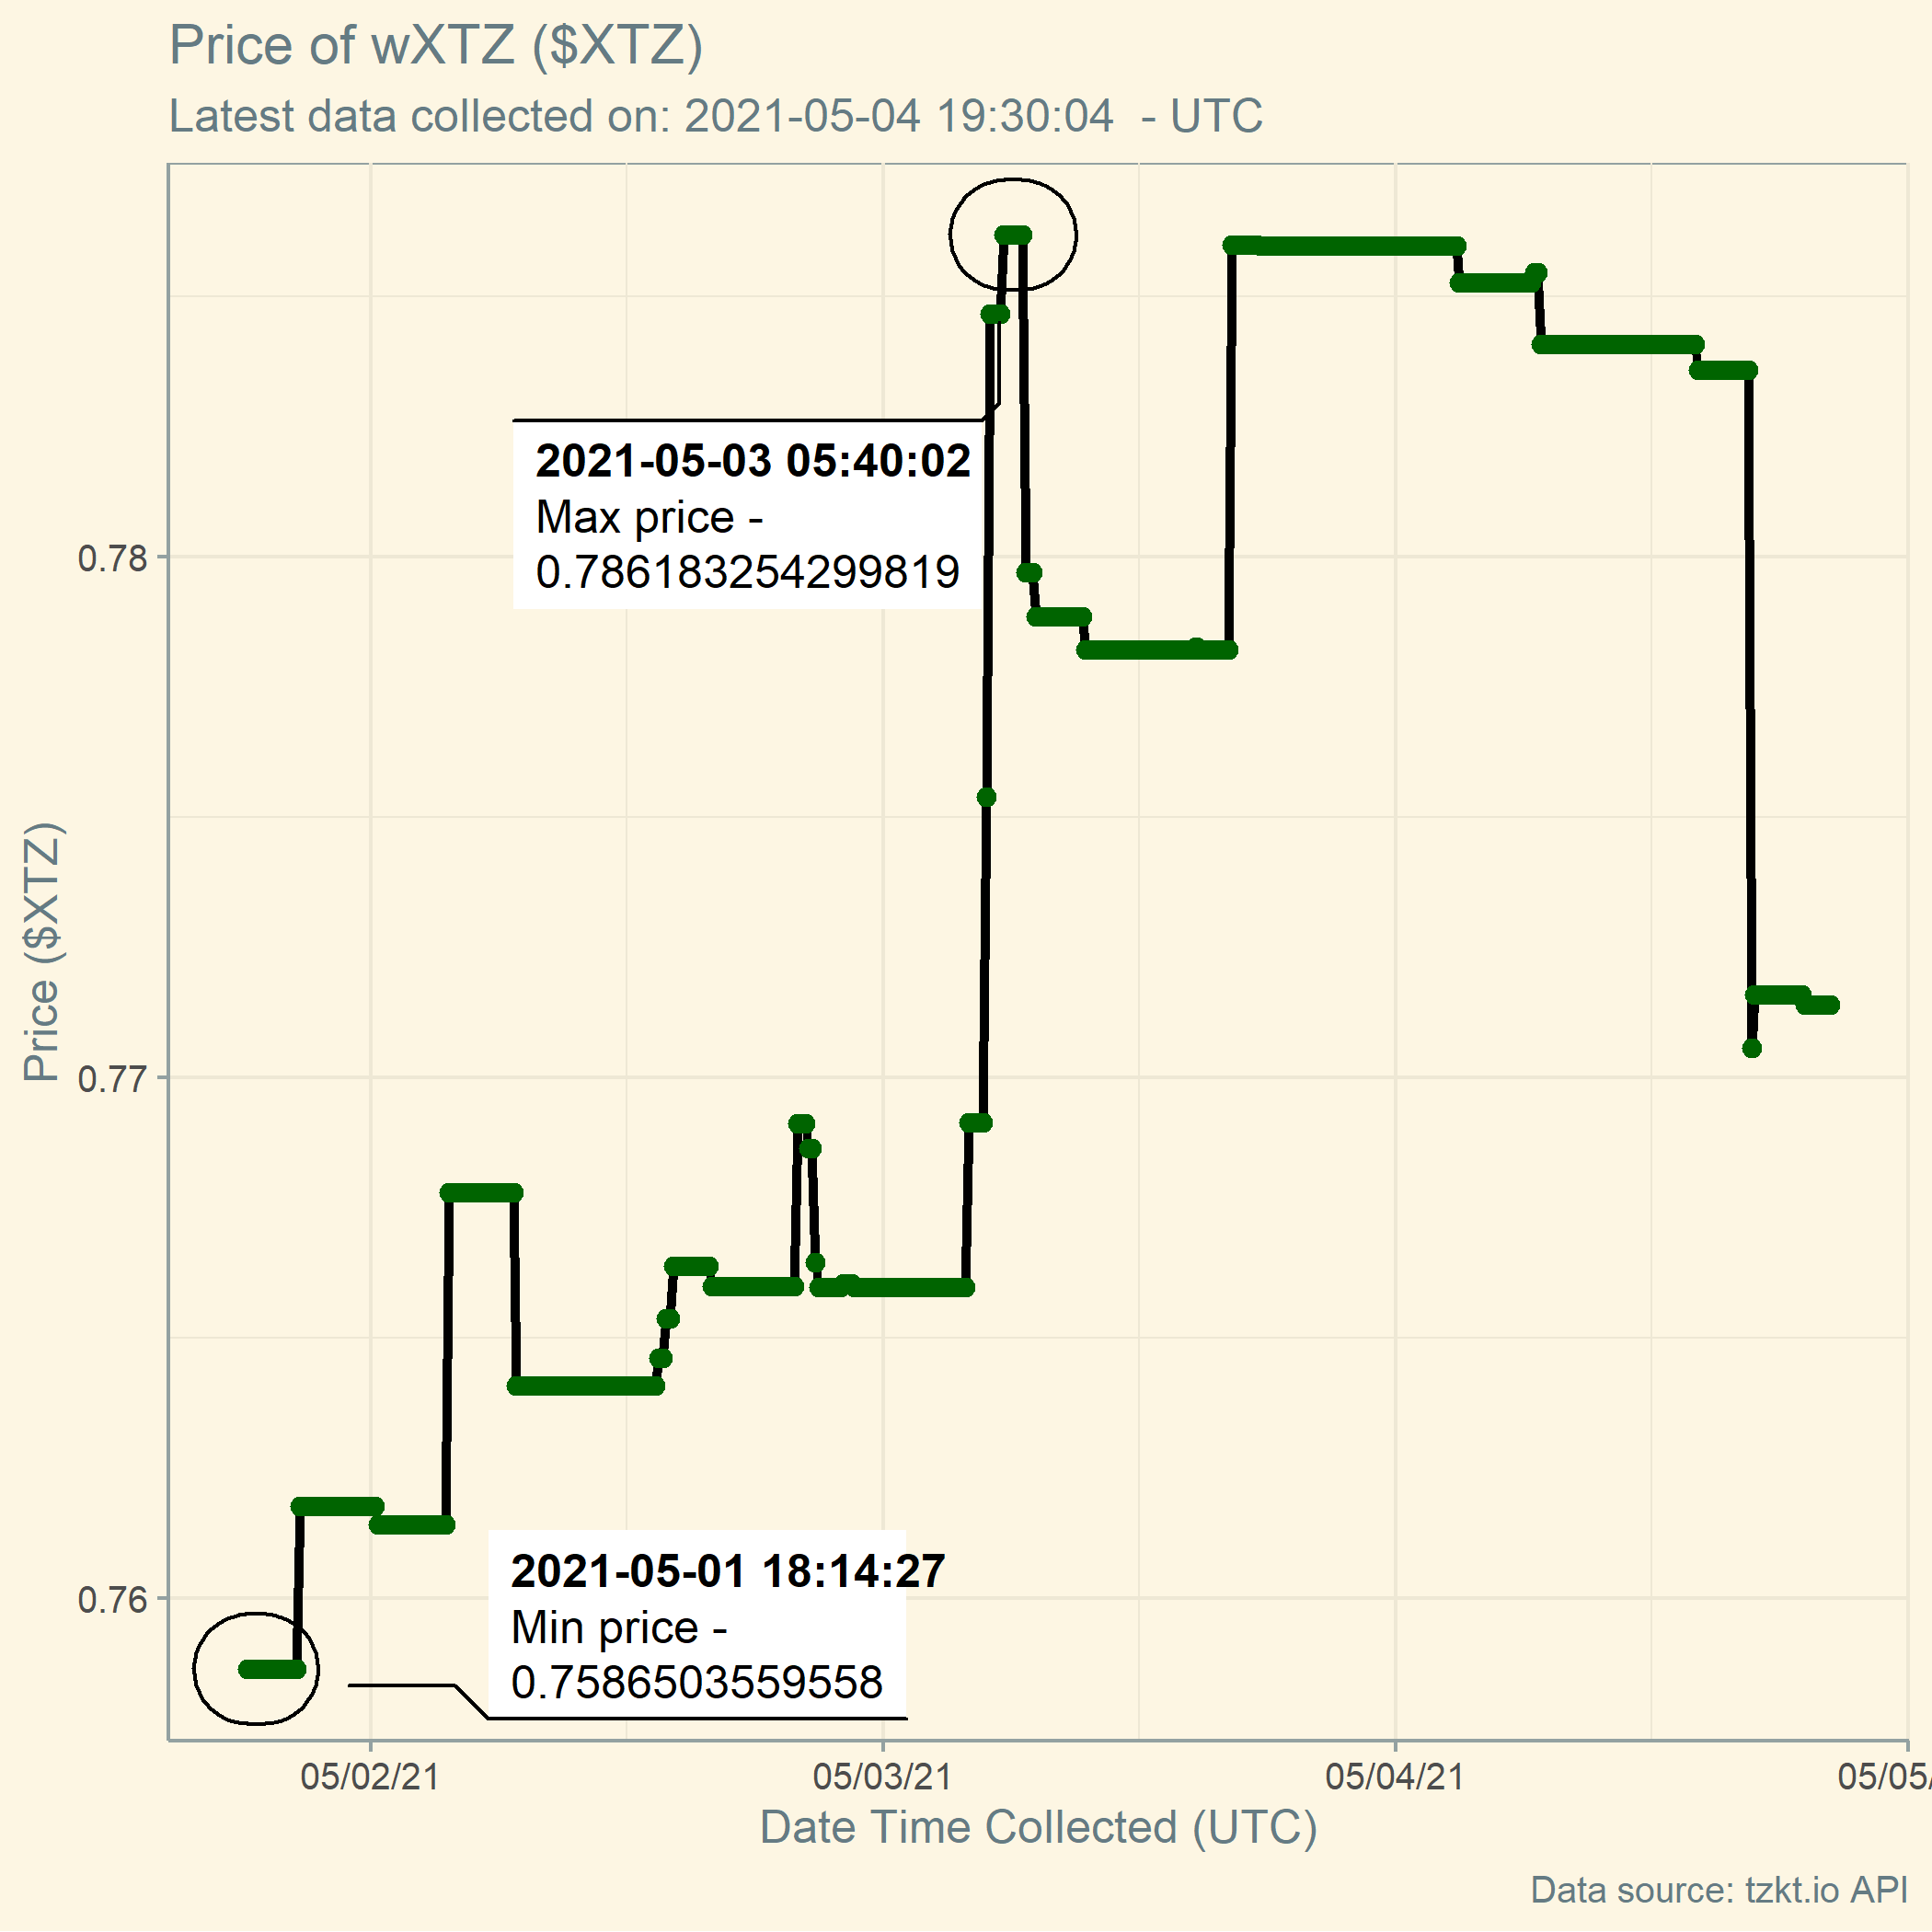 Price of wXTZ ($XTZ)
Latest data collected on: 2021-05-04 19:30:04  - UTC
2021-05-03 05:40:02
Max price -
0.786183254299819
0.78
Price ($XTZ)
0.77
2021-05-01 18:14:27
Min price -
0.7586503559558
0.76
05/02/21
05/03/21
05/04/21
05/05/
Date Time Collected (UTC)
Data source: tzkt.io API